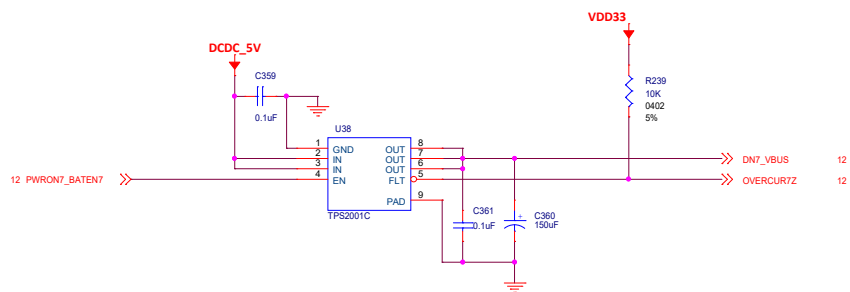 VDD33
DCDC_5V
C359
0.1uF
R239
10K
0402
5%
U38
1 GND OUT 8
2 IN OUT 7
3 IN OUT 6
4 EN FLT 5
PAD 9
TPS2001C
12 PWRON7_BATEN7
DN7_VBUS 12
OVERCUR7Z 12
C361
0.1uF
C360
+
150uF